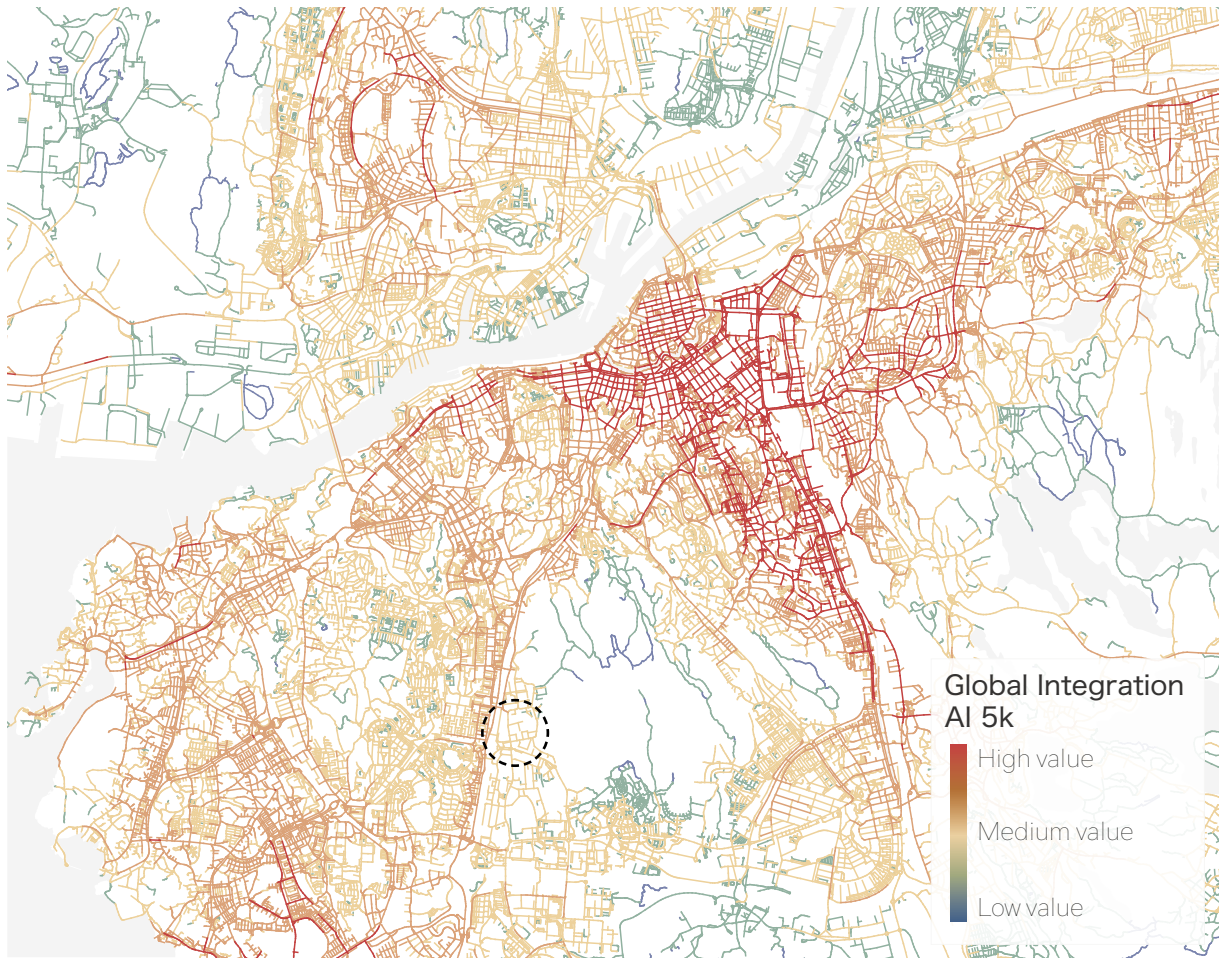 Global Integration
AI 5k
High value
Medium value
Low value